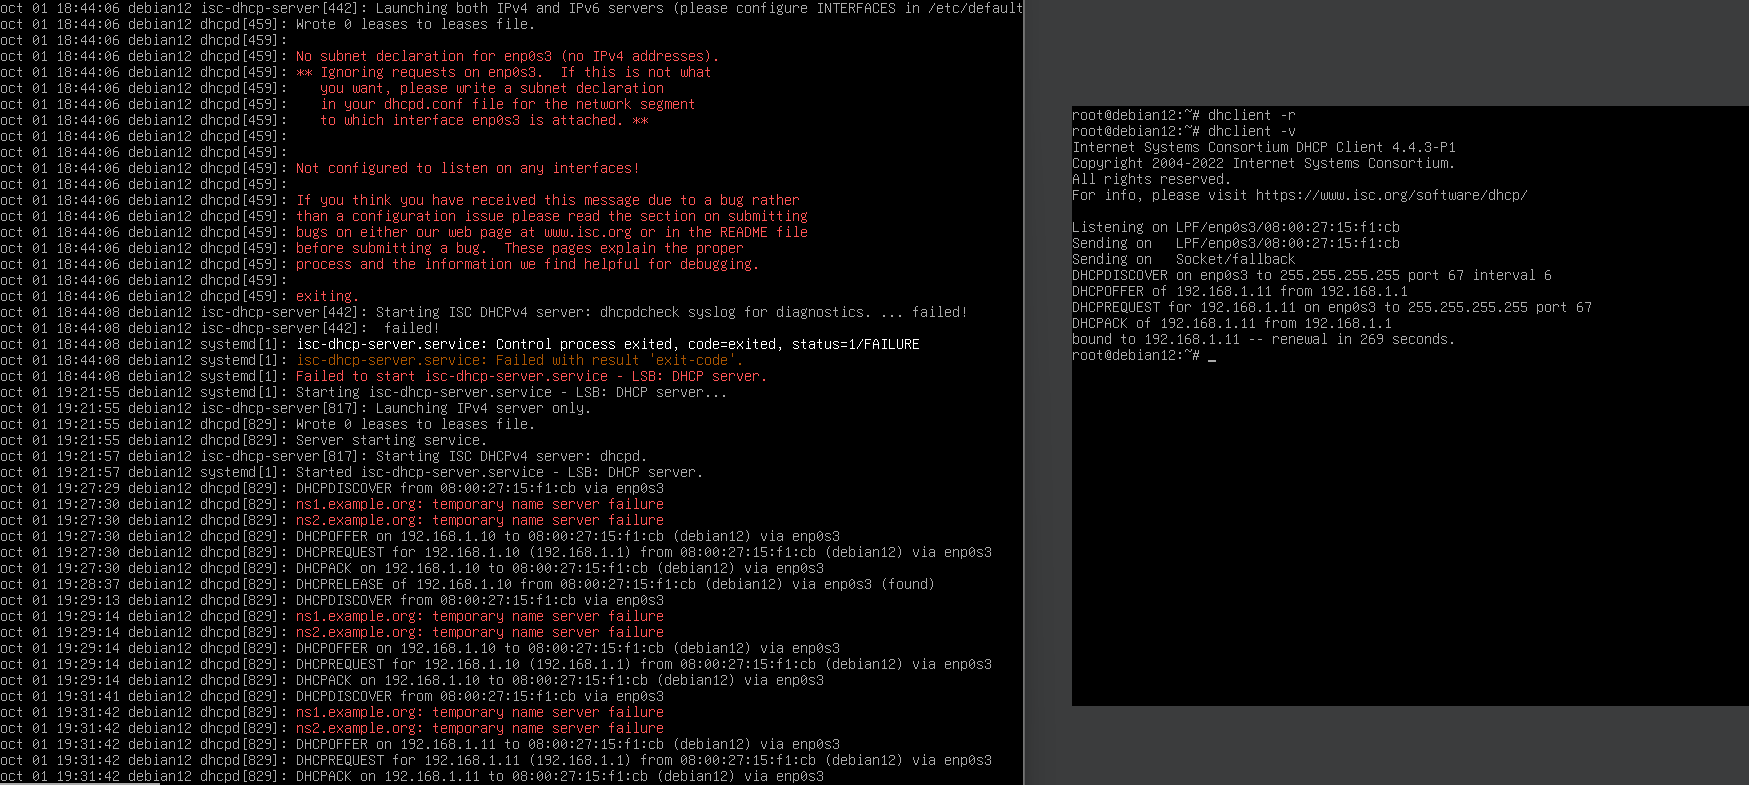 oct 01 18:44:06 debian12 isc-dhcp-server[442]: Launching both IPv4 and IPv6 servers (please configure INTERFACES in /etc/default
oct 01 18:44:06 debian12 dhcpd[459]: Wrote 0 leases to leases file.
oct 01 18:44:06 debian12 dhcpd[459]:
oct 01 18:44:06 debian12 dhcpd[459]: No subnet declaration for enp0s3 (no IPv4 addresses).
oct 01 18:44:06 debian12 dhcpd[459]: ** Ignoring requests on enp0s3.  If this is not what
oct 01 18:44:06 debian12 dhcpd[459]:    you want, please write a subnet declaration
oct 01 18:44:06 debian12 dhcpd[459]:    in your dhcpd.conf file for the network segment
oct 01 18:44:06 debian12 dhcpd[459]:    to which interface enp0s3 is attached. **
oct 01 18:44:06 debian12 dhcpd[459]:
oct 01 18:44:06 debian12 dhcpd[459]:
oct 01 18:44:06 debian12 dhcpd[459]: Not configured to listen on any interfaces!
oct 01 18:44:06 debian12 dhcpd[459]:
oct 01 18:44:06 debian12 dhcpd[459]: If you think you have received this message due to a bug rather
oct 01 18:44:06 debian12 dhcpd[459]: than a configuration issue please read the section on submitting
oct 01 18:44:06 debian12 dhcpd[459]: bugs on either our web page at www.isc.org or in the README file
oct 01 18:44:06 debian12 dhcpd[459]: before submitting a bug.  These pages explain the proper
oct 01 18:44:06 debian12 dhcpd[459]: process and the information we find helpful for debugging.
oct 01 18:44:06 debian12 dhcpd[459]:
oct 01 18:44:06 debian12 dhcpd[459]: exiting.
oct 01 18:44:08 debian12 isc-dhcp-server[442]: Starting ISC DHCPv4 server: dhcpdcheck syslog for diagnostics. ... failed!
oct 01 18:44:08 debian12 isc-dhcp-server[442]:  failed!
oct 01 18:44:08 debian12 systemd[1]: isc-dhcp-server.service: Control process exited, code=exited, status=1/FAILURE
oct 01 18:44:08 debian12 systemd[1]: isc-dhcp-server.service: Failed with result 'exit-code'.
oct 01 18:44:08 debian12 systemd[1]: Failed to start isc-dhcp-server.service - LSB: DHCP server.
oct 01 19:21:55 debian12 systemd[1]: Starting isc-dhcp-server.service - LSB: DHCP server...
oct 01 19:21:55 debian12 isc-dhcp-server[817]: Launching IPv4 server only.
oct 01 19:21:55 debian12 dhcpd[829]: Wrote 0 leases to leases file.
oct 01 19:21:55 debian12 dhcpd[829]: Server starting service.
oct 01 19:21:57 debian12 isc-dhcp-server[817]: Starting ISC DHCPv4 server: dhcpd.
oct 01 19:21:57 debian12 systemd[1]: Started isc-dhcp-server.service - LSB: DHCP server.
oct 01 19:27:29 debian12 dhcpd[829]: DHCPDISCOVER from 08:00:27:15:f1:cb via enp0s3
oct 01 19:27:30 debian12 dhcpd[829]: ns1.example.org: temporary name server failure
oct 01 19:27:30 debian12 dhcpd[829]: ns2.example.org: temporary name server failure
oct 01 19:27:30 debian12 dhcpd[829]: DHCPOFFER on 192.168.1.10 to 08:00:27:15:f1:cb (debian12) via enp0s3
oct 01 19:27:30 debian12 dhcpd[829]: DHCPREQUEST for 192.168.1.10 (192.168.1.1) from 08:00:27:15:f1:cb (debian12) via enp0s3
oct 01 19:27:30 debian12 dhcpd[829]: DHCPACK on 192.168.1.10 to 08:00:27:15:f1:cb (debian12) via enp0s3
oct 01 19:28:37 debian12 dhcpd[829]: DHCPRELEASE of 192.168.1.10 from 08:00:27:15:f1:cb (debian12) via enp0s3 (found)
oct 01 19:29:13 debian12 dhcpd[829]: DHCPDISCOVER from 08:00:27:15:f1:cb via enp0s3
oct 01 19:29:14 debian12 dhcpd[829]: ns1.example.org: temporary name server failure
oct 01 19:29:14 debian12 dhcpd[829]: ns2.example.org: temporary name server failure
oct 01 19:29:14 debian12 dhcpd[829]: DHCPOFFER on 192.168.1.10 to 08:00:27:15:f1:cb (debian12) via enp0s3
oct 01 19:29:14 debian12 dhcpd[829]: DHCPREQUEST for 192.168.1.10 (192.168.1.1) from 08:00:27:15:f1:cb (debian12) via enp0s3
oct 01 19:29:14 debian12 dhcpd[829]: DHCPACK on 192.168.1.10 to 08:00:27:15:f1:cb (debian12) via enp0s3
oct 01 19:31:41 debian12 dhcpd[829]: DHCPDISCOVER from 08:00:27:15:f1:cb via enp0s3
oct 01 19:31:42 debian12 dhcpd[829]: ns1.example.org: temporary name server failure
oct 01 19:31:42 debian12 dhcpd[829]: ns2.example.org: temporary name server failure
oct 01 19:31:42 debian12 dhcpd[829]: DHCPOFFER on 192.168.1.11 to 08:00:27:15:f1:cb (debian12) via enp0s3
oct 01 19:31:42 debian12 dhcpd[829]: DHCPREQUEST for 192.168.1.11 (192.168.1.1) from 08:00:27:15:f1:cb (debian12) via enp0s3
oct 01 19:31:42 debian12 dhcpd[829]: DHCPACK on 192.168.1.11 to 08:00:27:15:f1:cb (debian12) via enp0s3
root@debian12:~# dhclient -r
root@debian12:~# dhclient -v
Internet Systems Consortium DHCP Client 4.4.3-P1
Copyright 2004-2022 Internet Systems Consortium.
All rights reserved.
For info, please visit https://www.isc.org/software/dhcp/
Listening on LPF/enp0s3/08:00:27:15:f1:cb
Sending on   LPF/enp0s3/08:00:27:15:f1:cb
Sending on   Socket/fallback
DHCPDISCOVER on enp0s3 to 255.255.255.255 port 67 interval 6
DHCPOFFER of 192.168.1.11 from 192.168.1.1
DHCPREQUEST for 192.168.1.11 on enp0s3 to 255.255.255.255 port 67
DHCPACK of 192.168.1.11 from 192.168.1.1
bound to 192.168.1.11 -- renewal in 269 seconds.
root@debian12:~# _